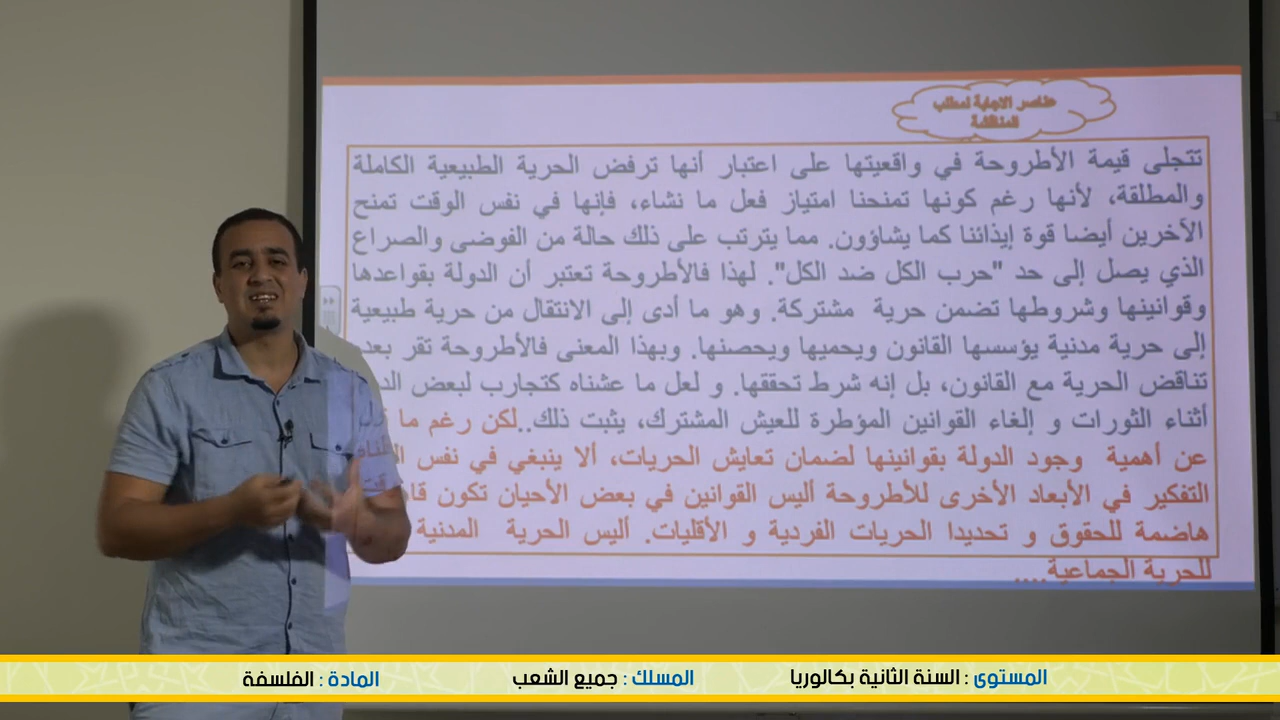 عناصر الاجابة لمطلب
المناقشة
تتجلى قيمة الأطروحة في واقعيتها على اعتبار أنها ترفض الحرية الطبيعية الكاملة
والمطلقة، لأنها رغم كونها تمنحنا امتياز فعل ما نشاء، فإنها في نفس الوقت تمنح
الآخرين أيضا قوة إيذائنا كما يشاؤون. مما يترتب على ذلك حالة من الفوضى والصراع
الذي يصل إلى حد "حرب الكل ضد الكل". لهذا فالأطروحة تعتبر أن الدولة بقواعدها
وقوانينها وشروطها تضمن حرية مشتركة. وهو ما أدى إلى الانتقال من حرية طبيعية
إلى حرية مدنية يؤسسها القانون ويحميها ويحصنها. وبهذا المعنى فالأطروحة تقر بعدم
تناقض الحرية مع القانون، بل إنه شرط تحققها. و لعل ما عشناه كتجارب لبعض
أثناء الثورات و إلغاء القوانين المؤطرة للعيش المشترك، يثبت ذلك..لكن رغم ما
عن أهمية وجود الدولة بقوانينها لضمان تعايش الحريات، ألا ينبغي في نفس
التفكير في الأبعاد الأخرى للأطروحة أليس القوانين في بعض الأحيان تكون
هاضمة للحقوق و تحديدا الحريات الفردية و الأقليات. أليس الحرية المدنية
للحرية الجماعية....
المستوى : السنة الثانية بكالوريا
المسلك : جميع الشعب
المادة : الفلسفة